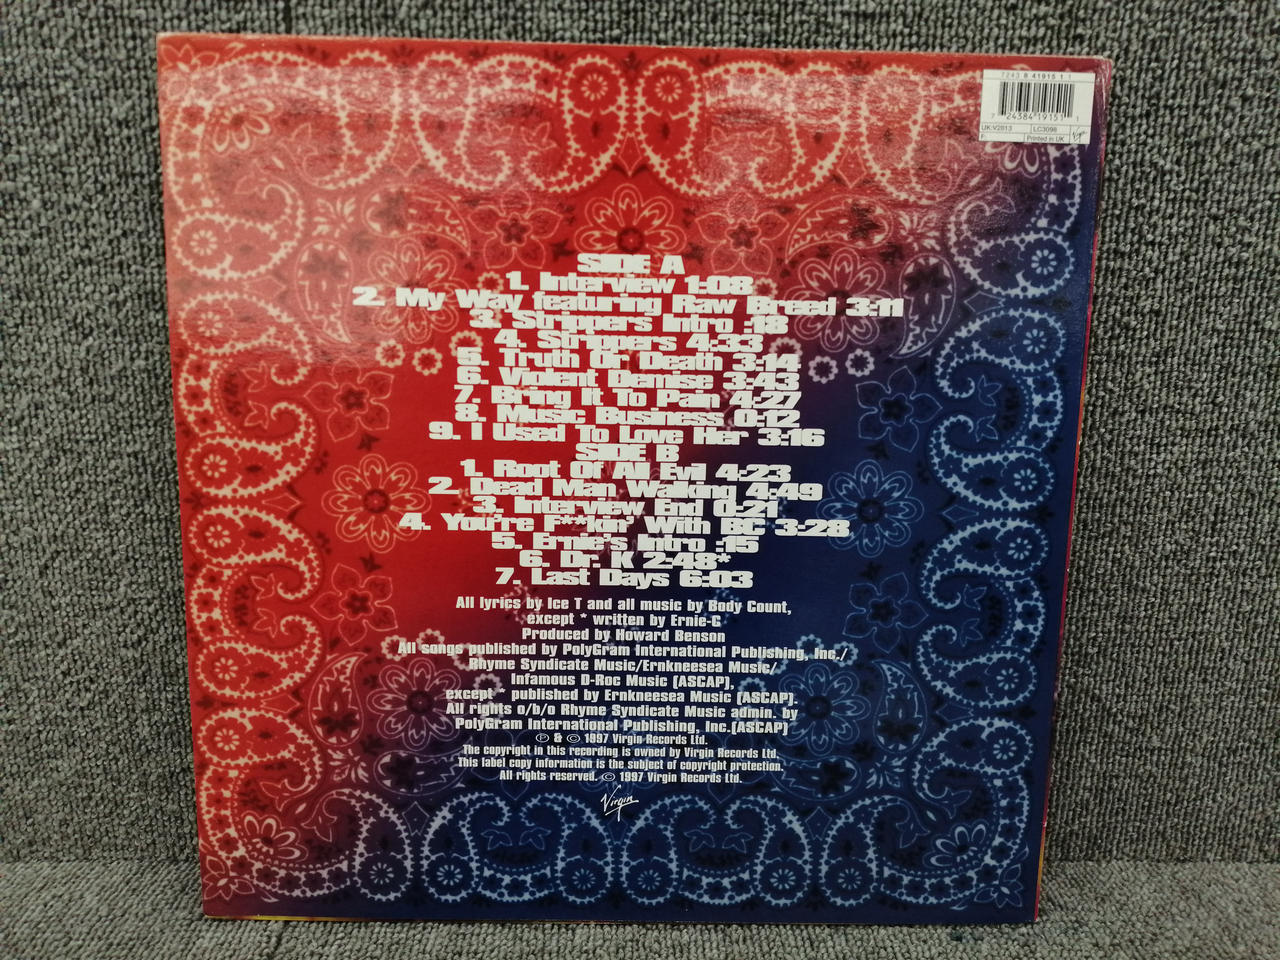 7243 8 41915 1 1
7 24384 19151 1
UK:V2813 LC3098
Printed in UK
SIDE A
1. Interview 1:08
2. My Way featuring Raw Breed 3:11
3. Strippers Intro :18
4. Strippers 4:33
5. Truth Or Death 3:14
6. Violent Demise 3:43
7. Bring It To Pain 4:27
8. Music Business 0:12
9. I Used To Love Her 3:16
SIDE B
1. Root Of All Evil 4:23
2. Dead Man Walking 4:49
3. Interview End 0:21
4. You're F**kin' With BC 3:28
5. Ernie's Intro :15
6. Dr. K 2:48*
7. Last Days 6:03
All lyrics by Ice T and all music by Body Count,
except * written by Ernie-C
Produced by Howard Benson
All songs published by PolyGram International Publishing, Inc./
Rhyme Syndicate Music/Ernkneesea Music/
Infamous D-Roc Music (ASCAP),
except * published by Ernkneesea Music (ASCAP).
All rights o/b/o Rhyme Syndicate Music admin. by
PolyGram International Publishing, Inc.(ASCAP)
℗ & © 1997 Virgin Records Ltd.
The copyright in this recording is owned by Virgin Records Ltd.
This label copy information is the subject of copyright protection.
All rights reserved. © 1997 Virgin Records Ltd.
Virgin